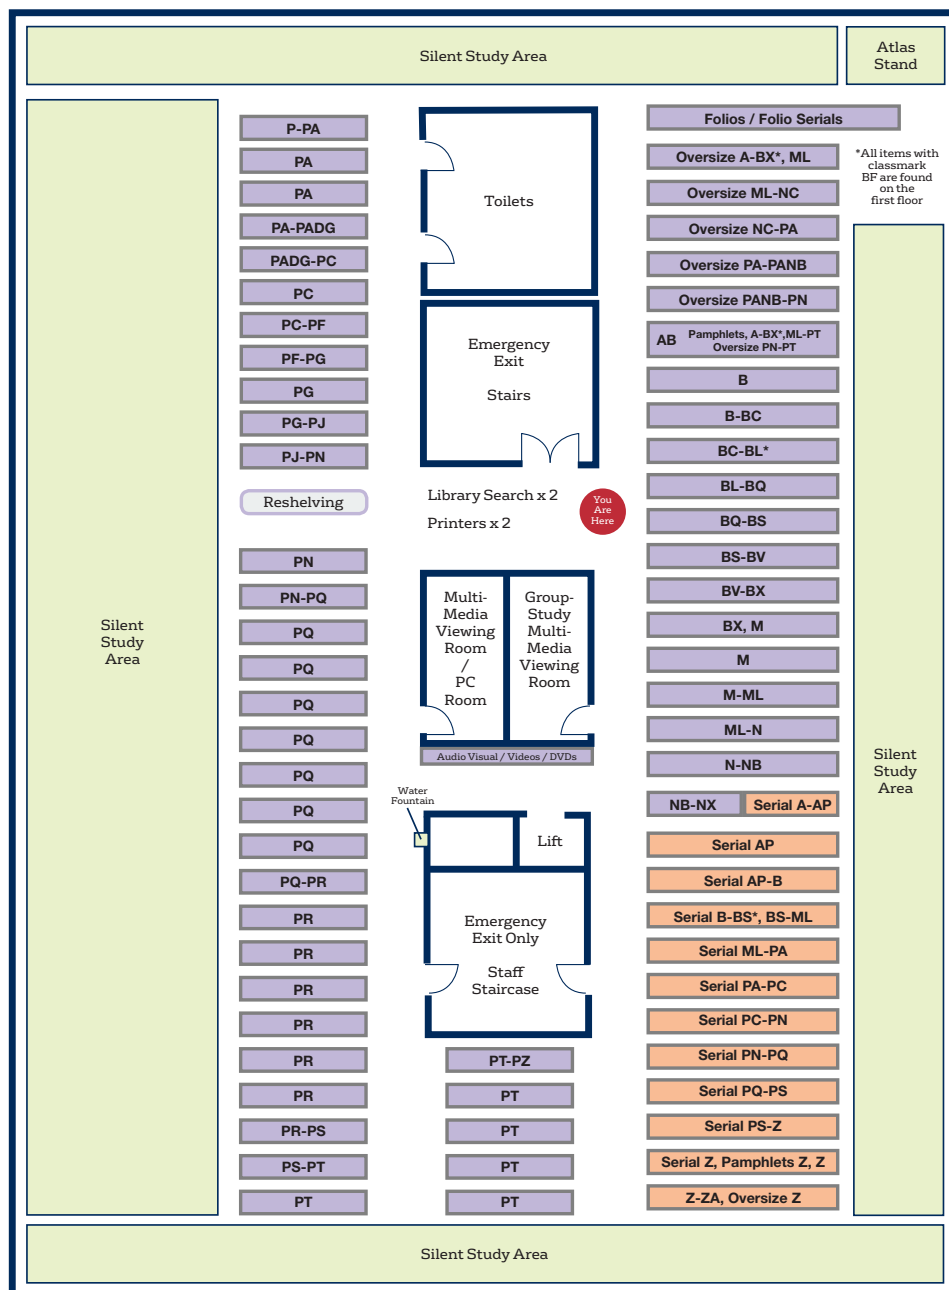 Silent Study Area
Atlas
Stand
P-PA
PA
PA
PA-PADG
PADG-PC
PC
PC-PF
PF-PG
PG
PG-PJ
PJ-PN
Reshelving
PN
PN-PQ
PQ
PQ
PQ
PQ
PQ
PQ
PQ
PQ-PR
PR
PR
PR
PR
PR
PR
PR-PS
PS-PT
PT
Silent
Study
Area
Toilets
Emergency
Exit
Stairs
Library Search x 2
Printers x 2
You
Are
Here
Multi-
Media
Viewing
Room
/
PC
Room
Group-
Study
Multi-
Media
Viewing
Room
Audio Visual / Videos / DVDs
Water
Fountain
Lift
Emergency
Exit Only
Staff
Staircase
PT-PZ
PT
PT
PT
PT
Folios / Folio Serials
Oversize A-BX*, ML
Oversize ML-NC
Oversize NC-PA
Oversize PA-PANB
Oversize PANB-PN
AB Pamphlets, A-BX*,ML-PT
Oversize PN-PT
B
B-BC
BC-BL*
BL-BQ
BQ-BS
BS-BV
BV-BX
BX, M
M
M-ML
ML-N
N-NB
NB-NX
Serial A-AP
Serial AP
Serial AP-B
Serial B-BS*, BS-ML
Serial ML-PA
Serial PA-PC
Serial PC-PN
Serial PN-PQ
Serial PQ-PS
Serial PS-Z
Serial Z, Pamphlets Z, Z
Z-ZA, Oversize Z
*All items with
classmark
BF are found
on the
first floor
Silent
Study
Area
Silent Study Area